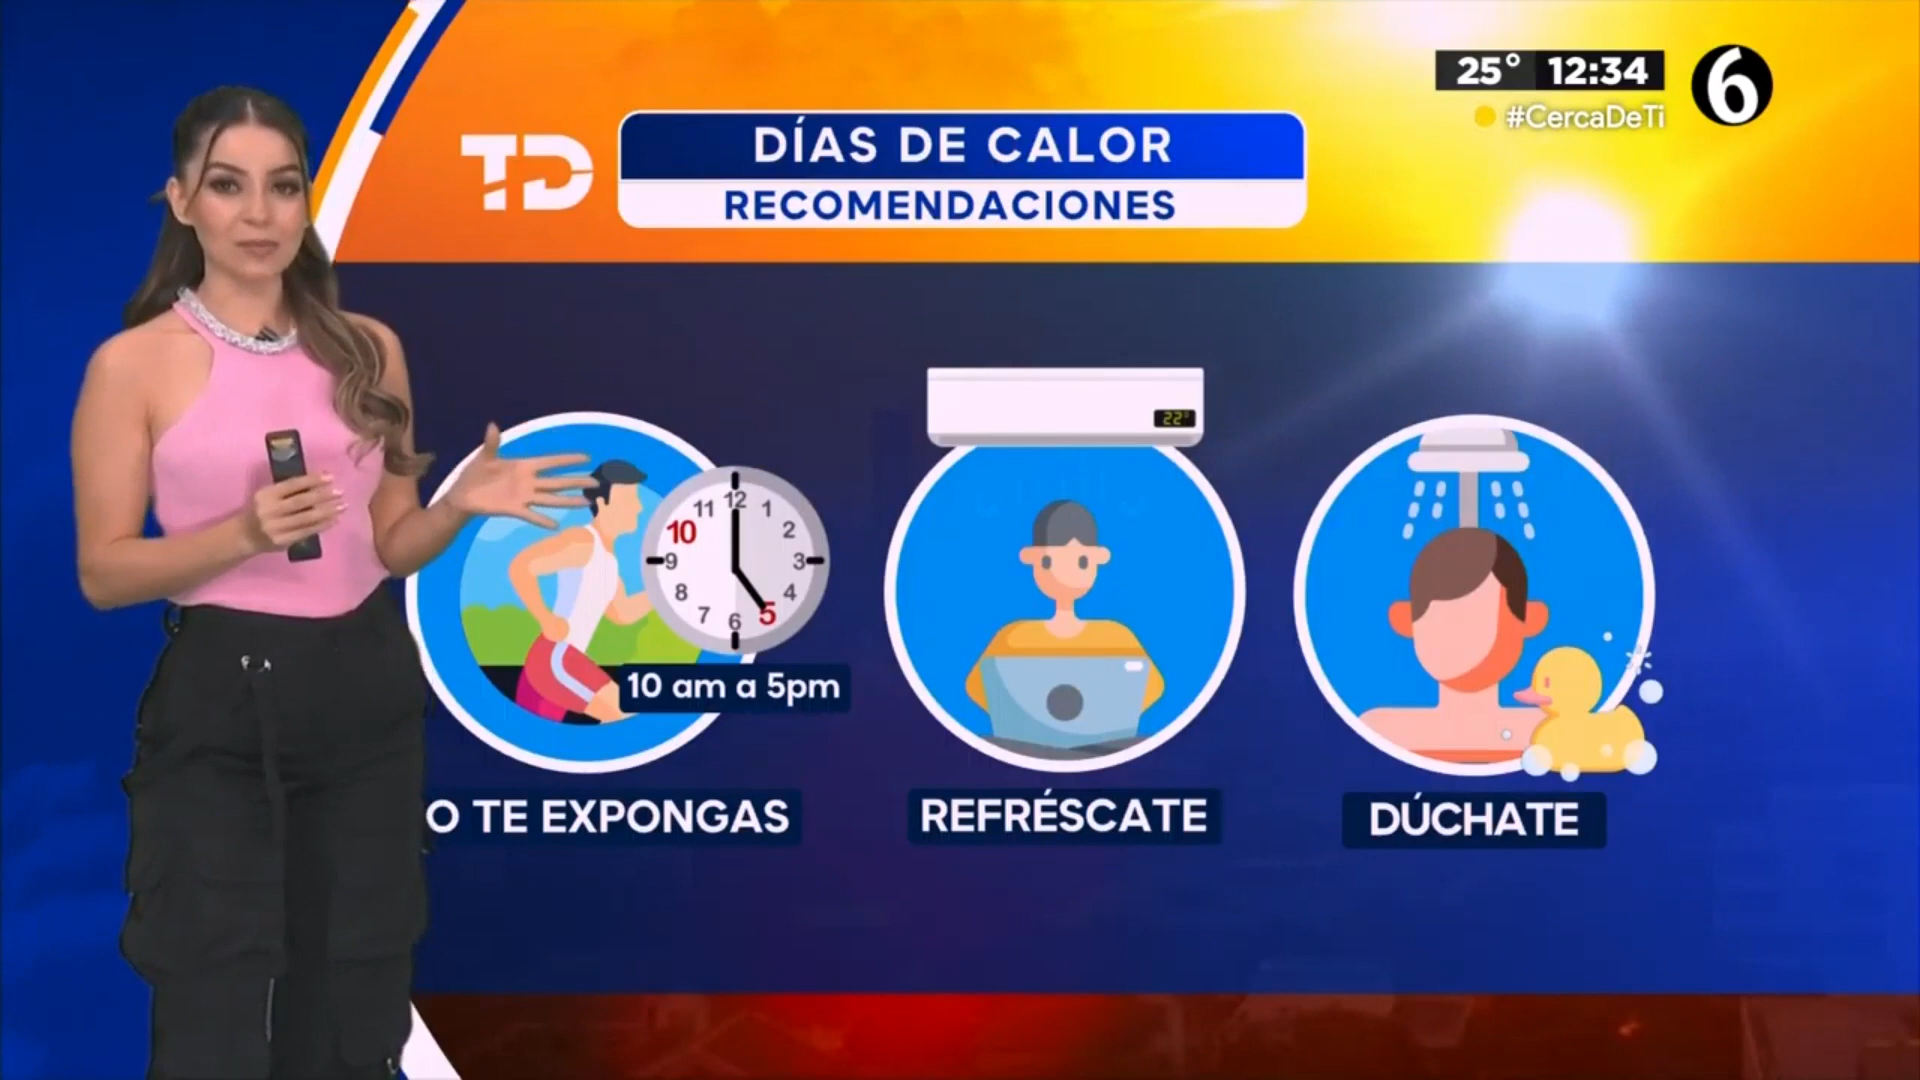 25° 12:34
6
#CercaDeTi
TD
DÍAS DE CALOR
RECOMENDACIONES
22°
11 12 1
10 2
9 3
8 4
7 6 5
10 am a 5pm
O TE EXPONGAS
REFRÉSCATE
DÚCHATE